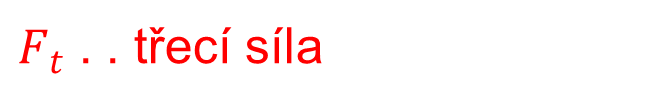 𝐹ₜ . . třecí síla